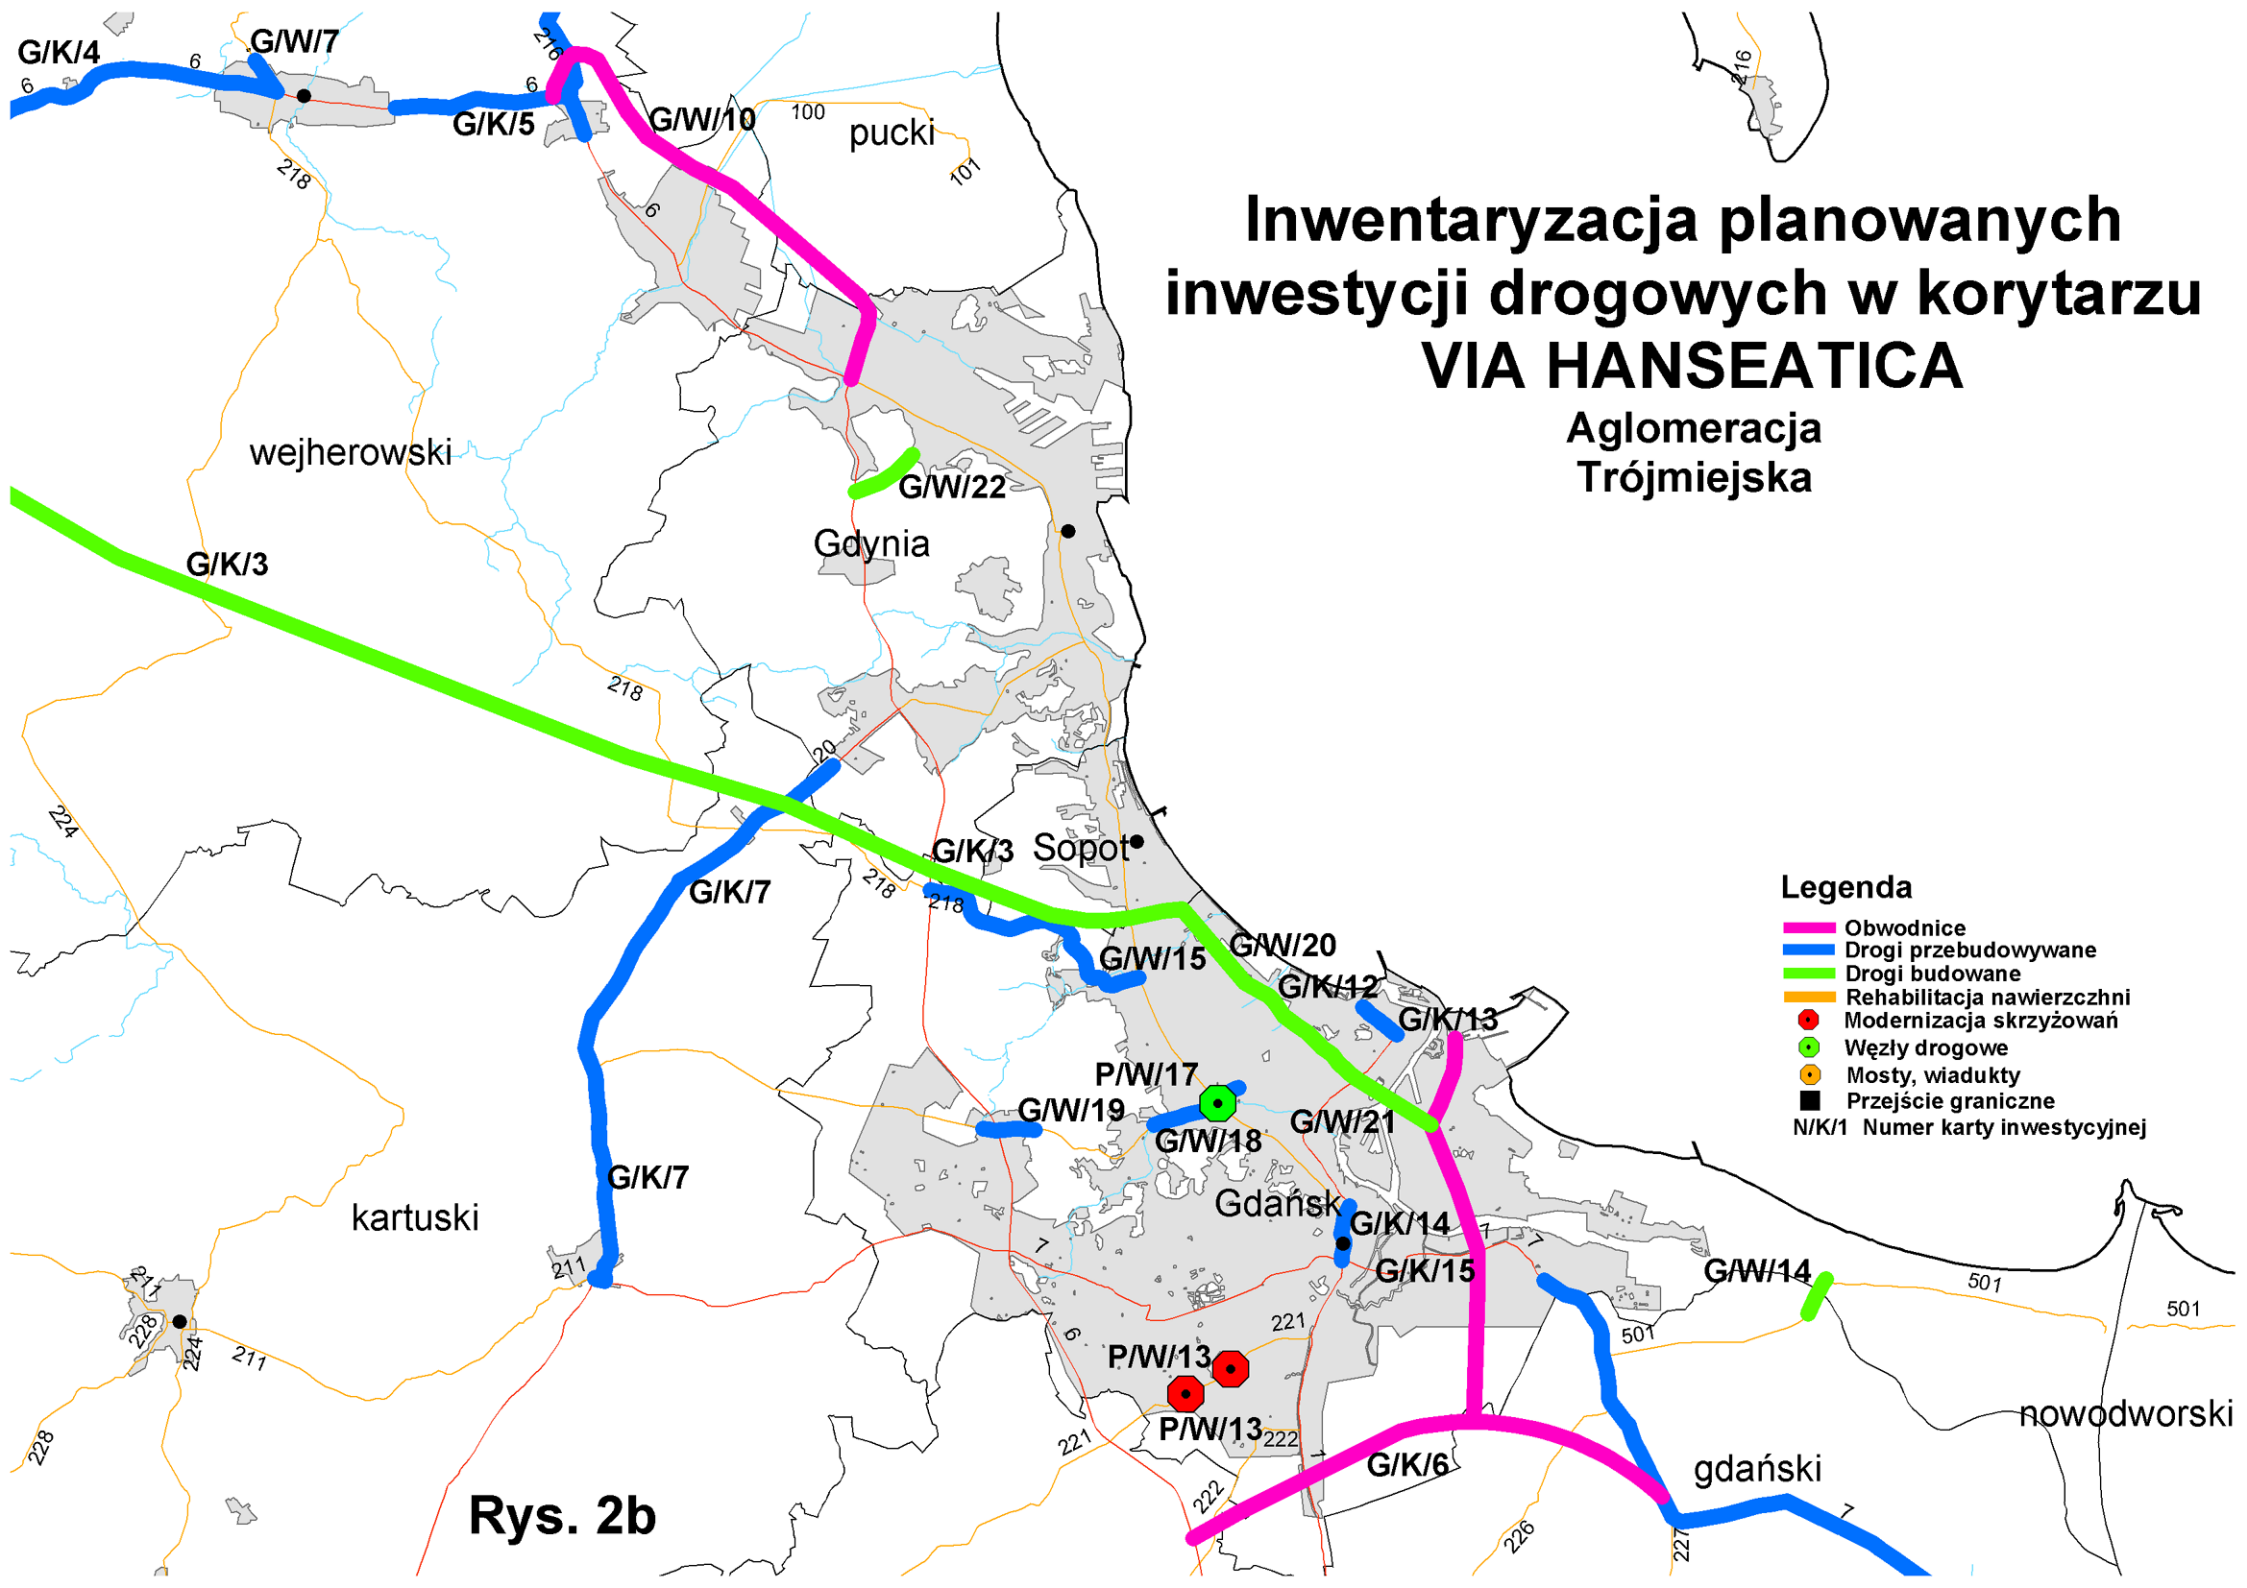 G/K/4
G/W/7
6
6
216
6
G/K/5
G/W/10
100
pucki
101
216
218
6
Inwentaryzacja planowanych
inwestycji drogowych w korytarzu
VIA HANSEATICA
Aglomeracja
Trójmiejska
wejherowski
G/W/22
Gdynia
G/K/3
218
20
224
G/K/3
Sopot
218
218
G/K/7
G/W/15
G/W/20
G/K/12
G/K/13
Legenda
Obwodnice
Drogi przebudowywane
Drogi budowane
Rehabilitacja nawierzczhni
Modernizacja skrzyżowań
Węzły drogowe
Mosty, wiadukty
Przejście graniczne
N/K/1 Numer karty inwestycyjnej
P/W/17
G/W/19
G/W/18
G/W/21
G/K/7
kartuski
Gdańsk
G/K/14
7
7
7
G/K/15
G/W/14
501
501
501
211
211
228
224
211
6
221
P/W/13
P/W/13
221
222
7
G/K/6
nowodworski
gdański
228
222
226
227
7
Rys. 2b